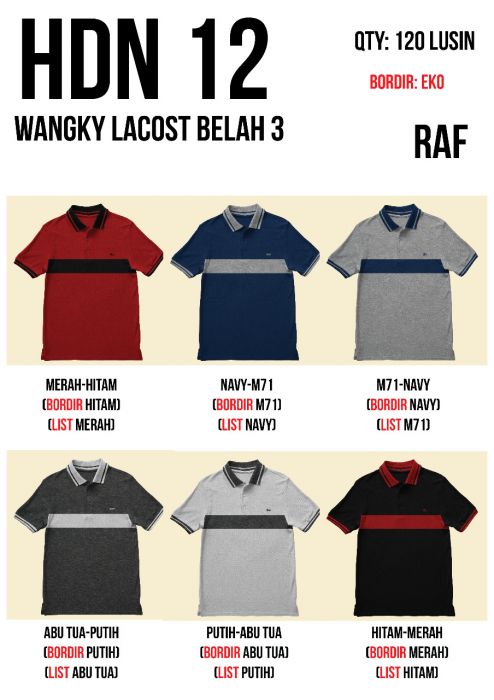 HDN 12
QTY: 120 LUSIN
BORDIR: EKO
WANGKY LACOST BELAH 3
RAF
MERAH-HITAM
(BORDIR HITAM)
(LIST MERAH)
NAVY-M71
(BORDIR M71)
(LIST NAVY)
M71-NAVY
(BORDIR NAVY)
(LIST M71)
ABU TUA-PUTIH
(BORDIR PUTIH)
(LIST ABU TUA)
PUTIH-ABU TUA
(BORDIR ABU TUA)
(LIST PUTIH)
HITAM-MERAH
(BORDIR MERAH)
(LIST HITAM)